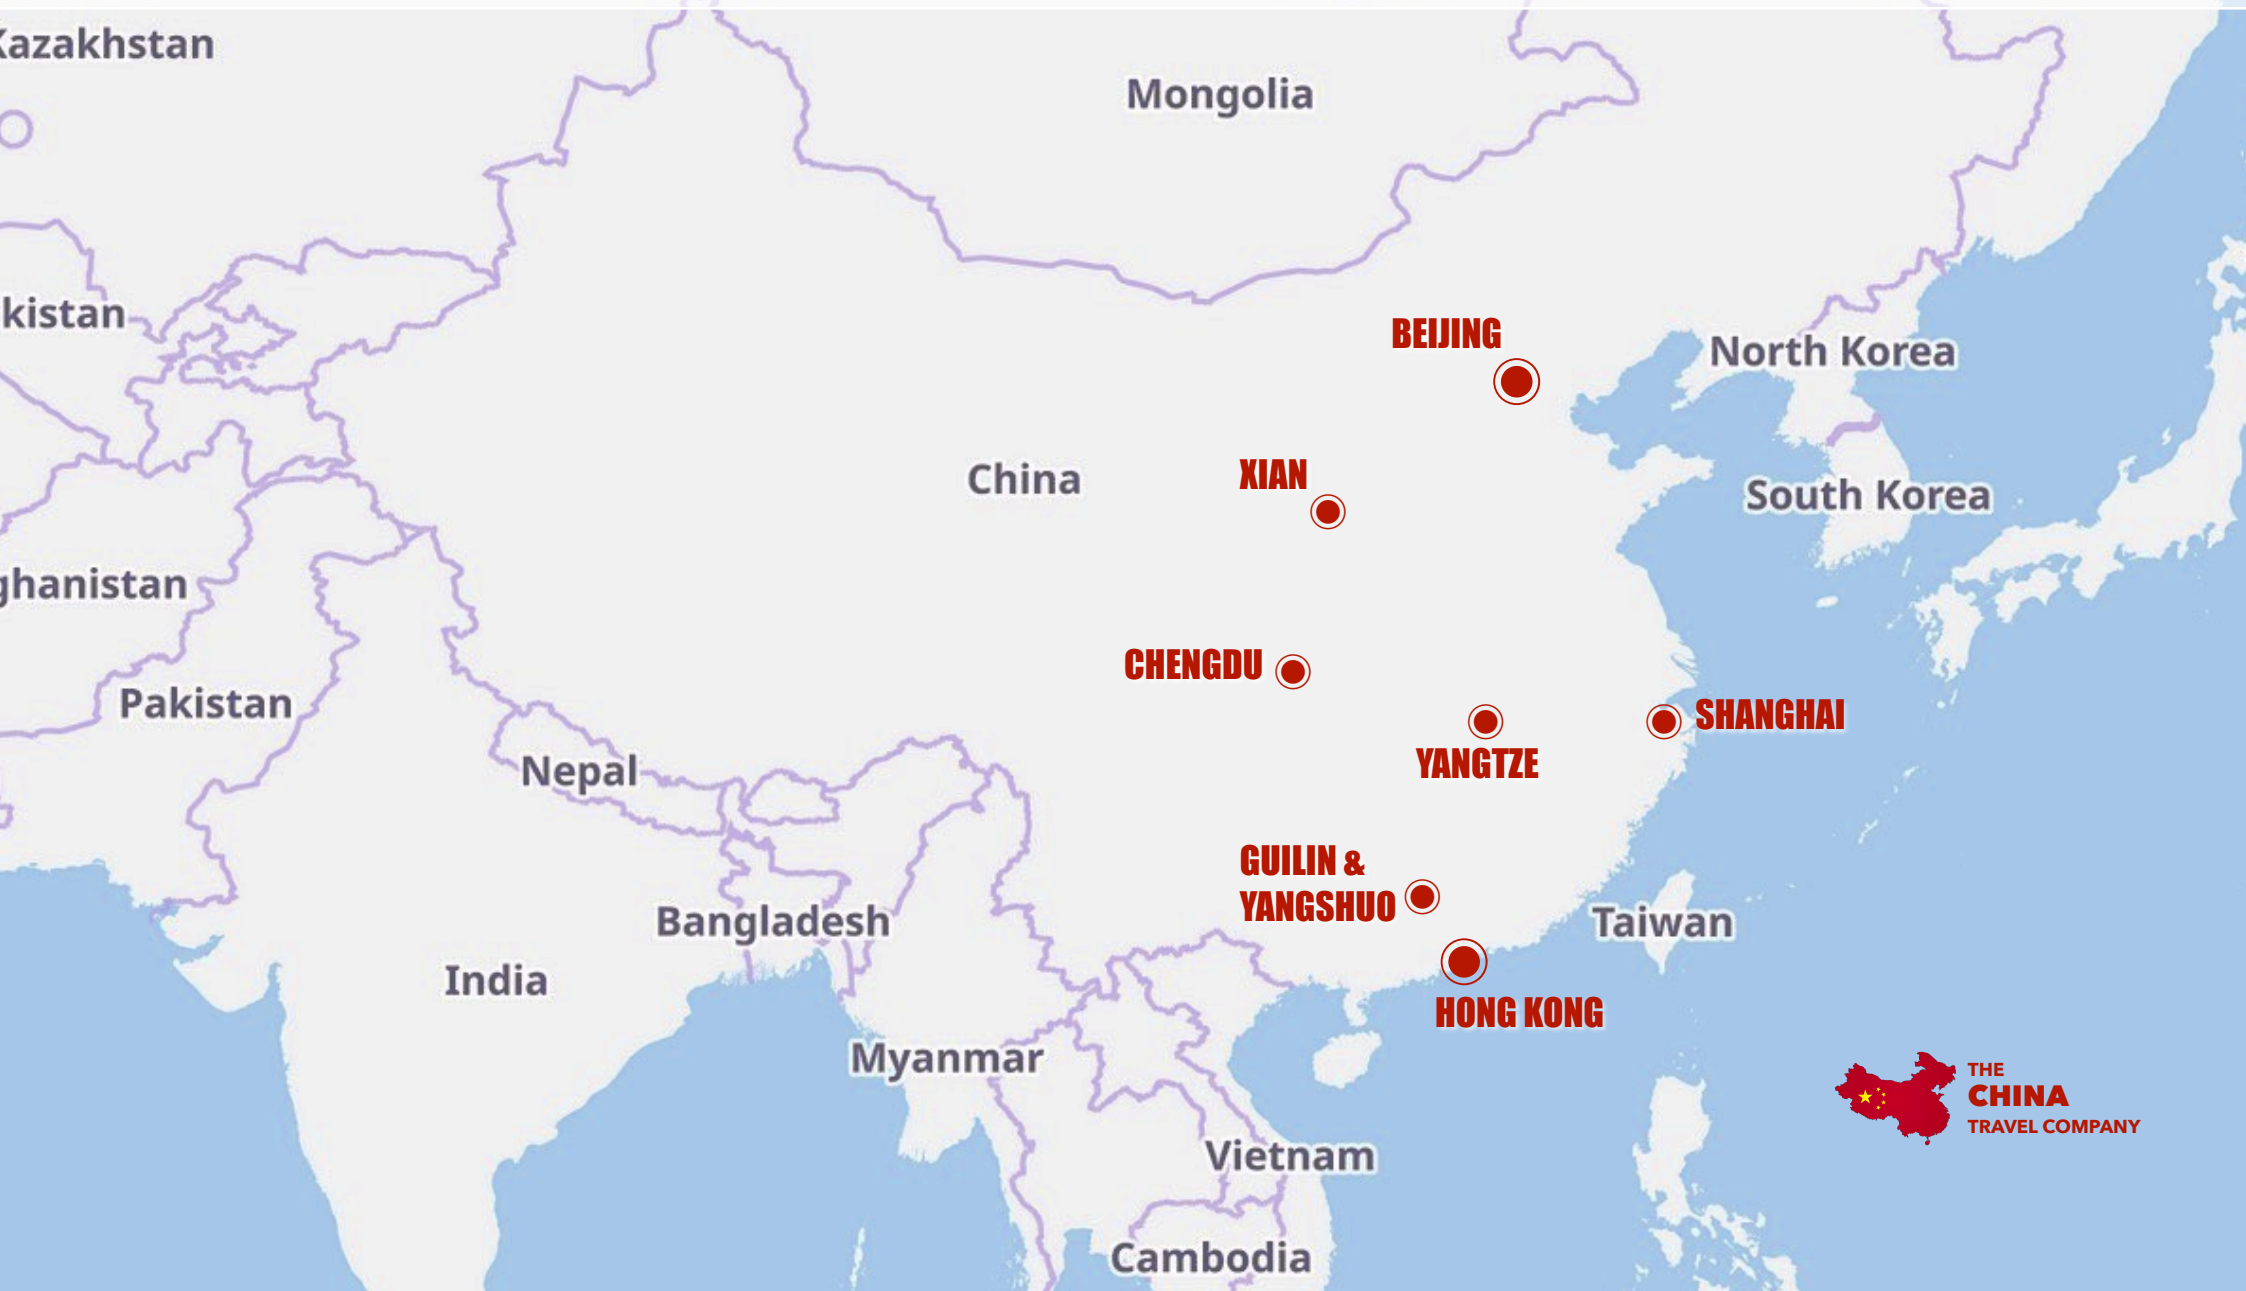 Kazakhstan
Mongolia
kistan
BEIJING
North Korea
China
XIAN
South Korea
ghanistan
CHENGDU
Pakistan
SHANGHAI
YANGTZE
Nepal
GUILIN &
YANGSHUO
Bangladesh
Taiwan
India
HONG KONG
Myanmar
THE
CHINA
TRAVEL COMPANY
Vietnam
Cambodia